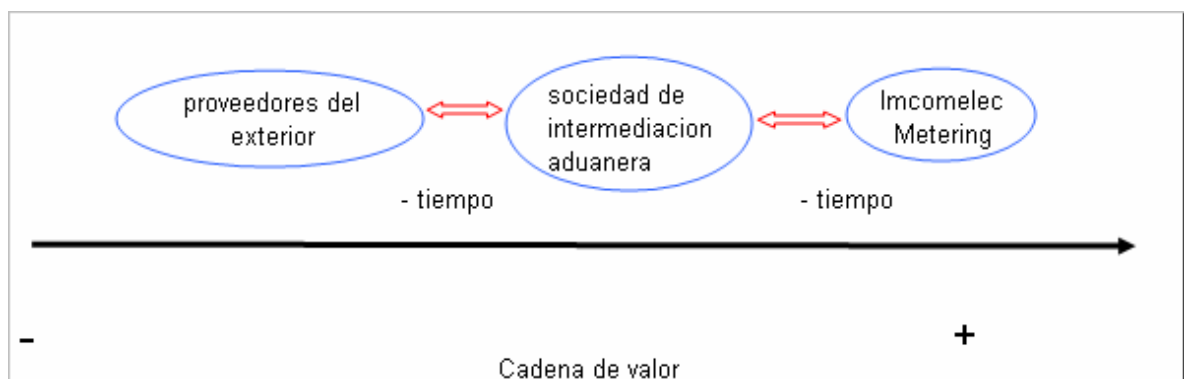 proveedores del
exterior
sociedad de
intermediacion
aduanera
Imcomelec
Metering
- tiempo
- tiempo
-
+
Cadena de valor